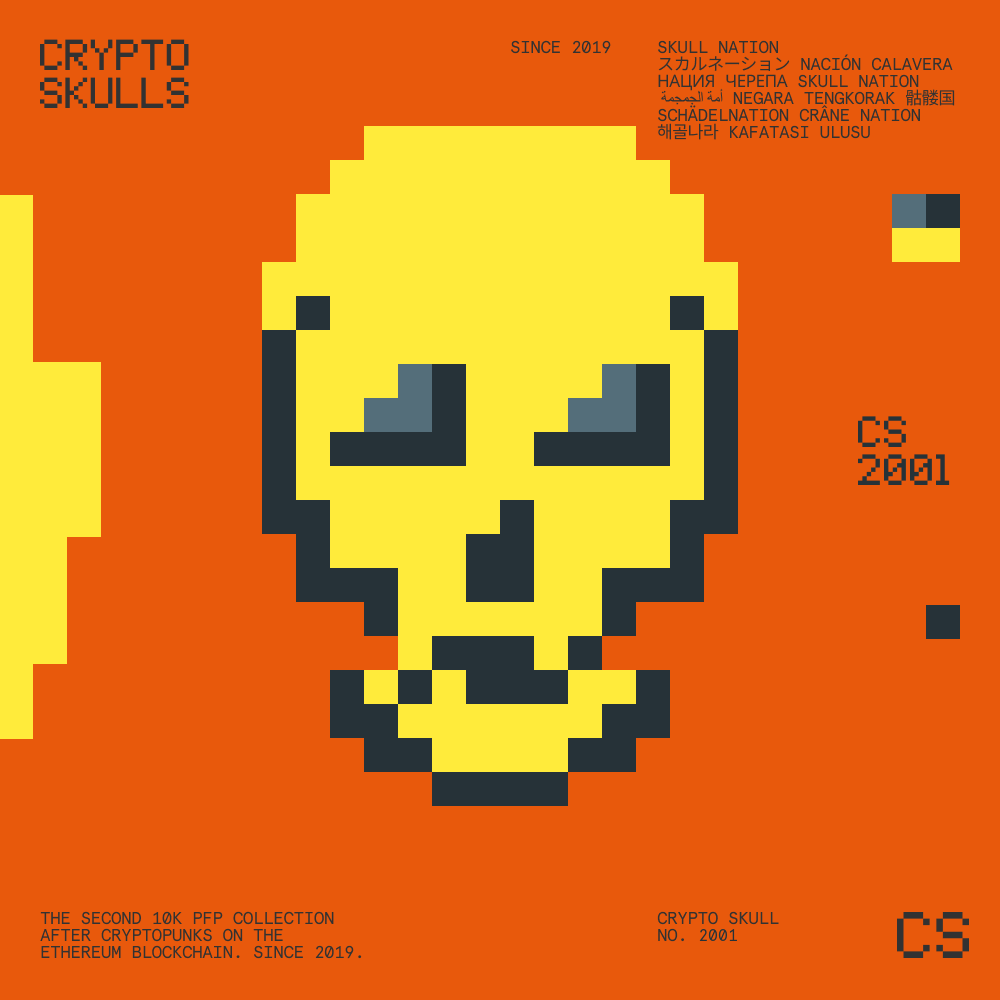 CRYPTO
SKULLS
SINCE 2019
SKULL NATION
スカルネーション NACIÓN CALAVERA
НАЦИЯ ЧЕРЕПА SKULL NATION
أمة الجمجمة NEGARA TENGKORAK 骷髅国
SCHÄDELNATION CRÂNE NATION
해골나라 KAFATASI ULUSU
CS
2001
THE SECOND 10K PFP COLLECTION
AFTER CRYPTOPUNKS ON THE
ETHEREUM BLOCKCHAIN. SINCE 2019.
CRYPTO SKULL
NO. 2001
CS